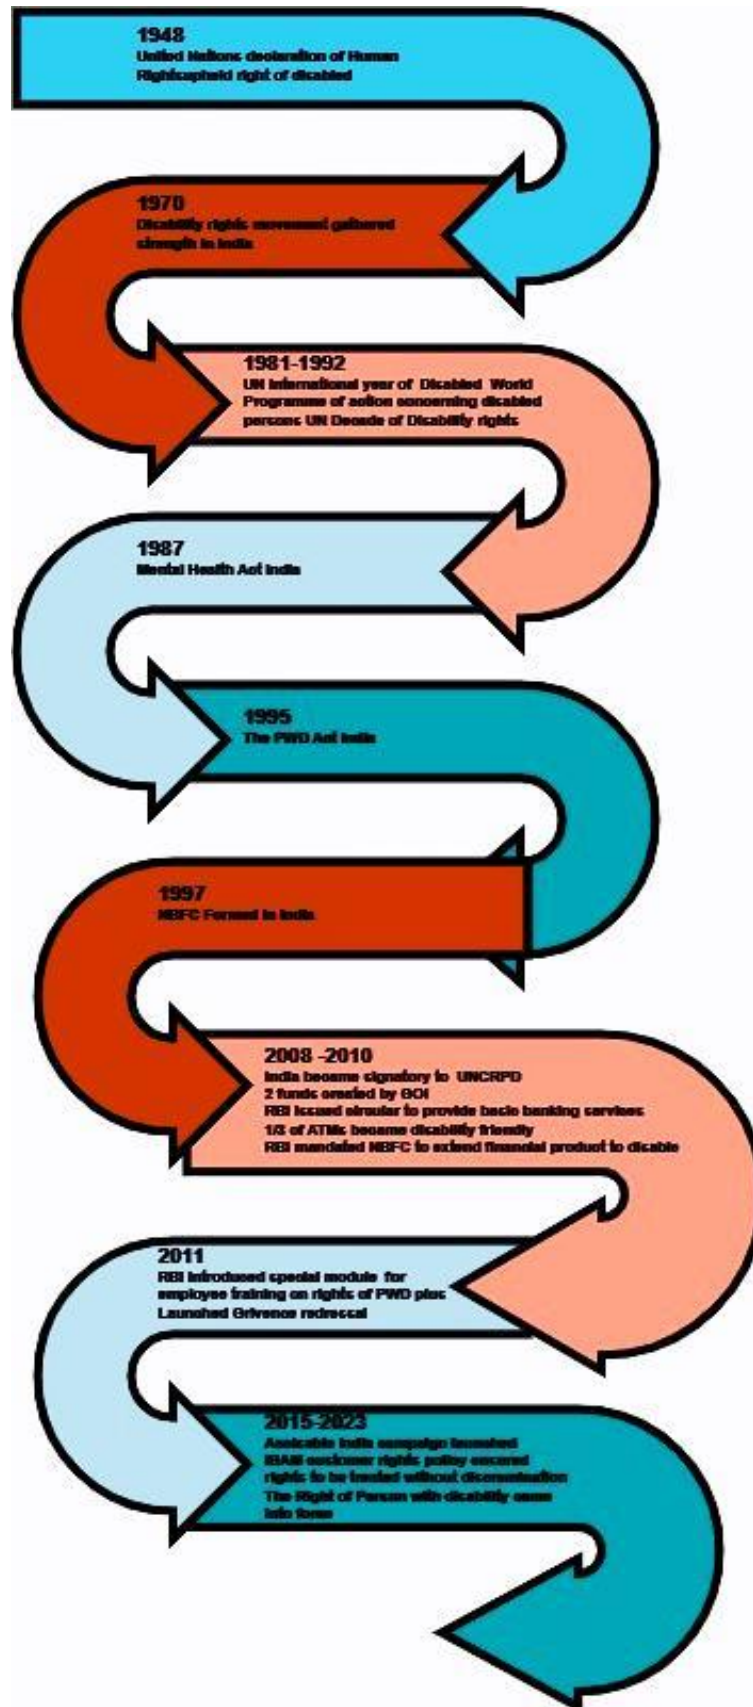 1948
United Nations declaration of Human
Rightsupheld right of disabled
1970
Disability rights movement gathered
strength in India
1981-1992
UN International year of Disabled World
Programme of action concerning disabled
persons UN Decade of Disability rights
1987
Mental Health Act India
1995
The PWD Act India
1997
NBFC Formed in India
2008 -2010
India became signatory to UNCRPD
2 funds created by GOI
RBI issued circular to provide basic banking services
1/3 of ATMs became disability friendly
RBI mandated NBFC to extend financial product to disable
2011
RBI introduced special module for
employee training on rights of PWD plus
Launched Grivence redressal
2015-2023
India campaign launched
customer rights policy
rights to be treated without
The Right of Person with disability came
into force